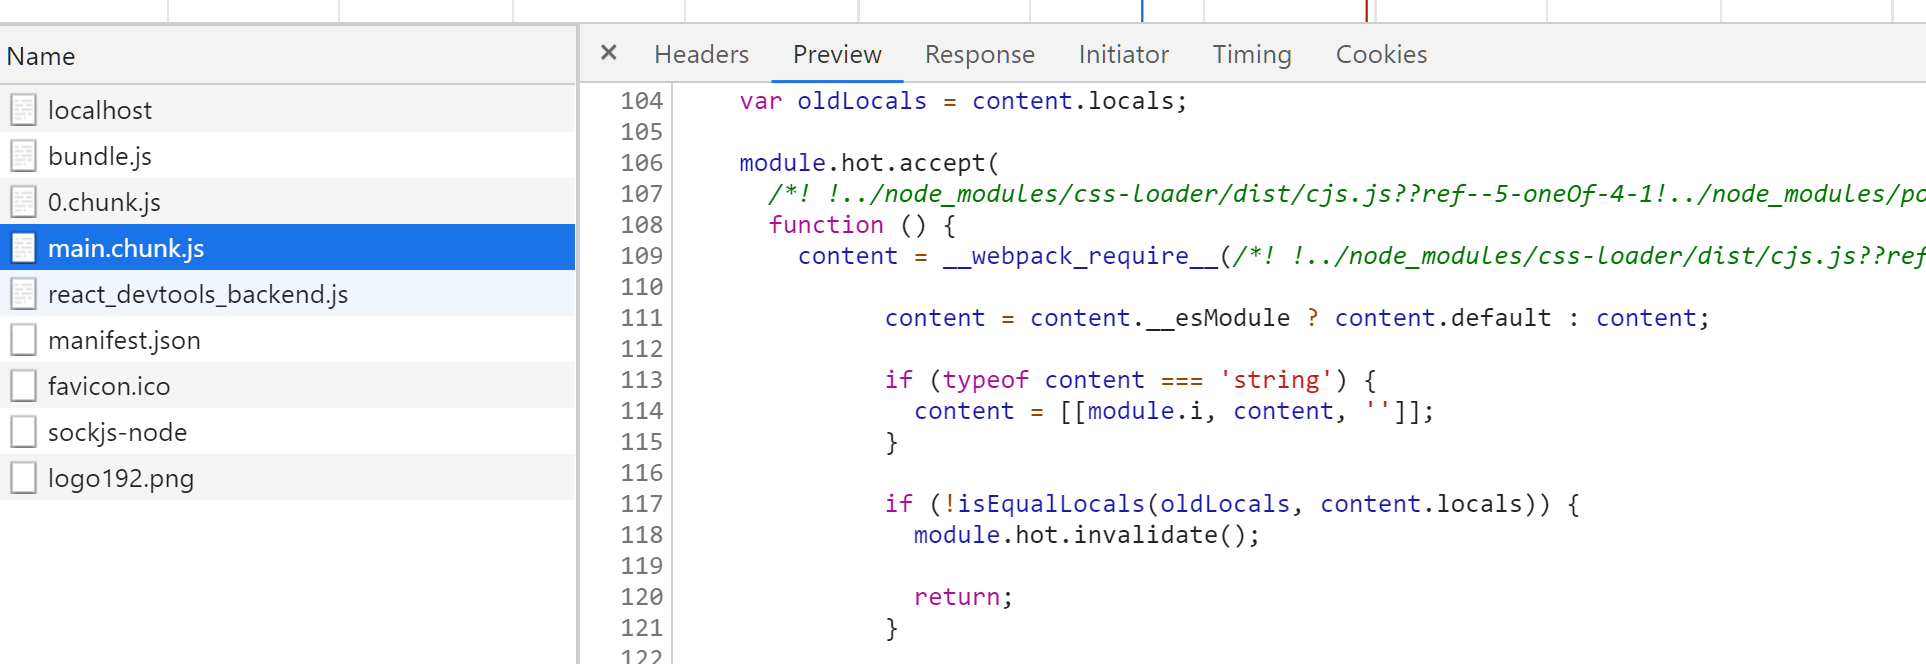 Name
localhost
bundle.js
0.chunk.js
main.chunk.js
react_devtools_backend.js
manifest.json
favicon.ico
sockjs-node
logo192.png
× Headers Preview Response Initiator Timing Cookies
104 var oldLocals = content.locals;
105
106 module.hot.accept(
107 /*! !../node_modules/css-loader/dist/cjs.js??ref--5-oneOf-4-1!../node_modules/po
108 function () {
109 content = __webpack_require__(/*! !../node_modules/css-loader/dist/cjs.js??ref
110
111 content = content.__esModule ? content.default : content;
112
113 if (typeof content === 'string') {
114 content = [[module.i, content, '']];
115 }
116
117 if (!isEqualLocals(oldLocals, content.locals)) {
118 module.hot.invalidate();
119
120 return;
121 }
122